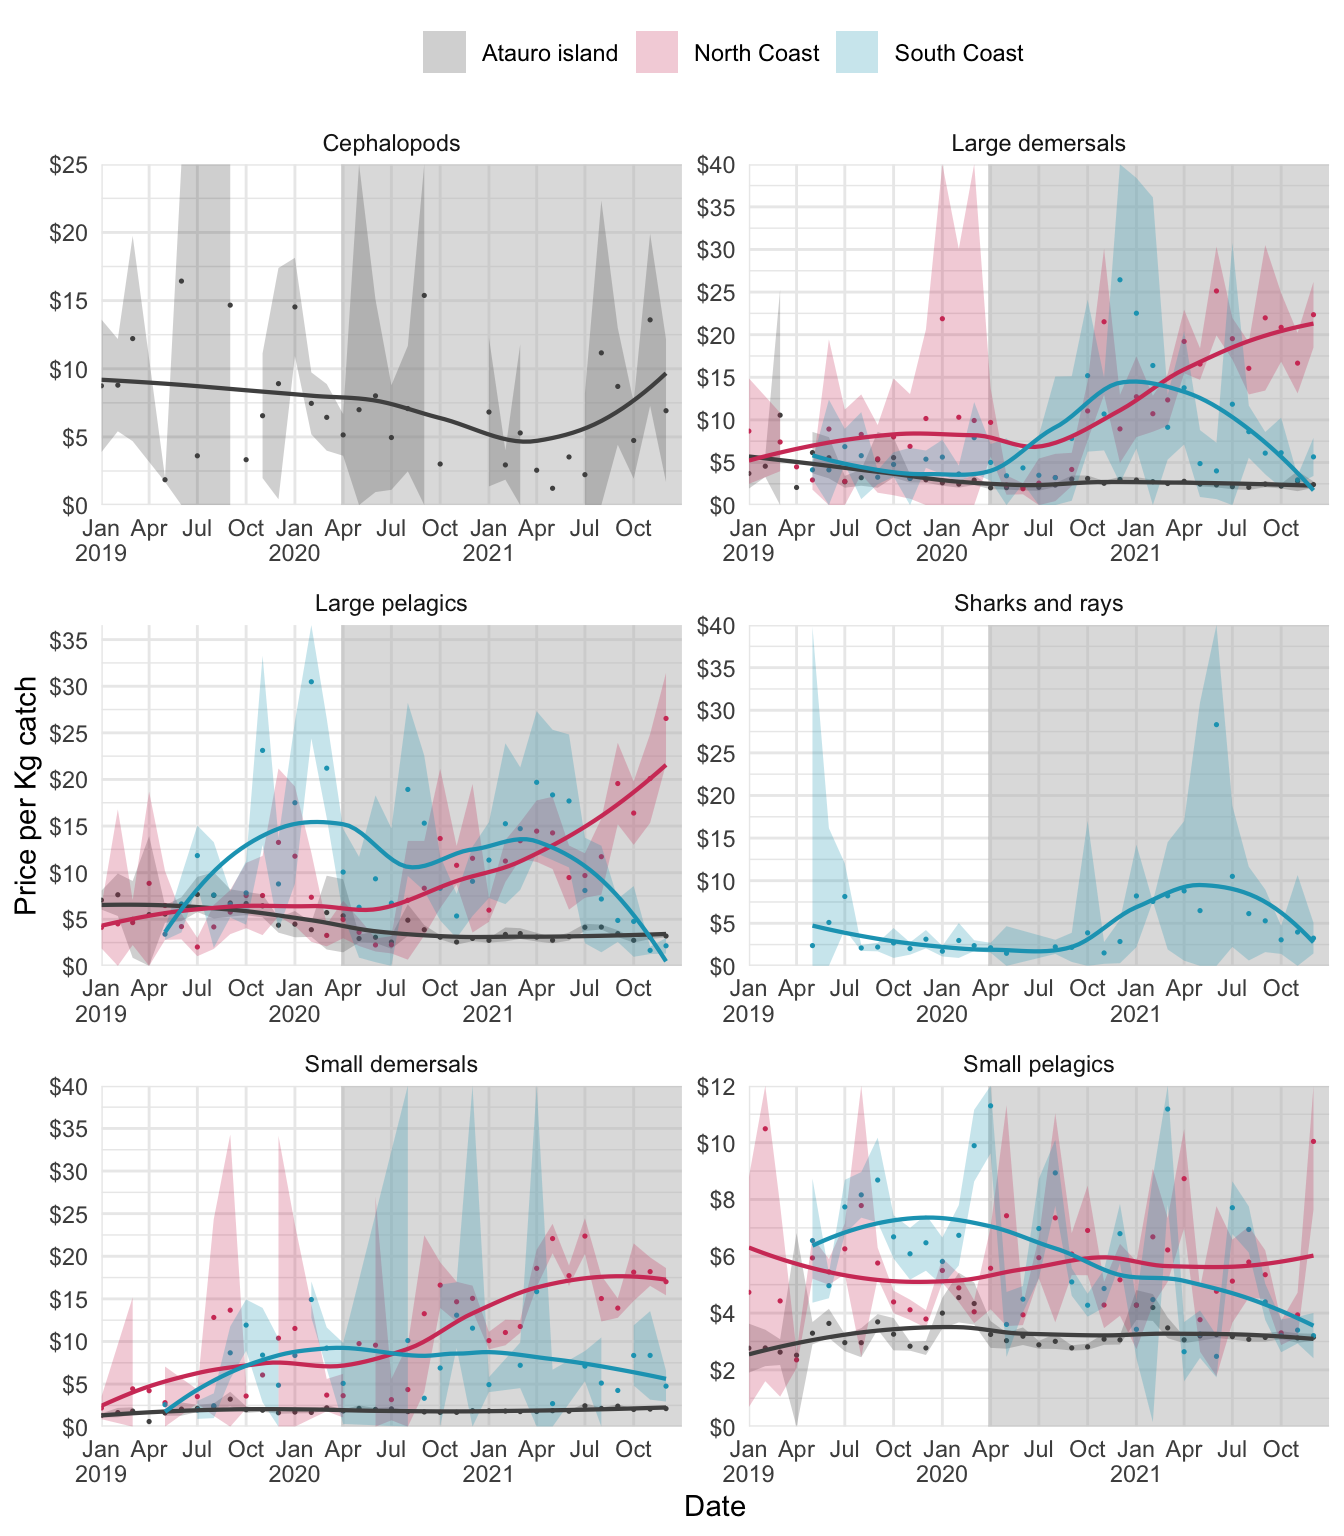 Atauro island North Coast South Coast
Cephalopods Large demersals
$25 $40
$35
$20 $30
$15 $25
$20
$10 $15
$5 $10
$5
$0 $0
Jan Apr Jul Oct Jan Apr Jul Oct Jan Apr Jul Oct Jan Apr Jul Oct Jan Apr Jul Oct Jan Apr Jul Oct
2019 2020 2021 2019 2020 2021
Large pelagics Sharks and rays
$35 $40
$30 $35
$25 $30
$20 $25
$15 $20
$10 $15
$5 $10
$5
$0 $0
Jan Apr Jul Oct Jan Apr Jul Oct Jan Apr Jul Oct Jan Apr Jul Oct Jan Apr Jul Oct Jan Apr Jul Oct
2019 2020 2021 2019 2020 2021
Price per Kg catch
Small demersals Small pelagics
$40 $12
$35 $10
$30 $8
$25
$20 $6
$15 $4
$10 $2
$5
$0 $0
Jan Apr Jul Oct Jan Apr Jul Oct Jan Apr Jul Oct Jan Apr Jul Oct Jan Apr Jul Oct Jan Apr Jul Oct
2019 2020 2021 2019 2020 2021
Date